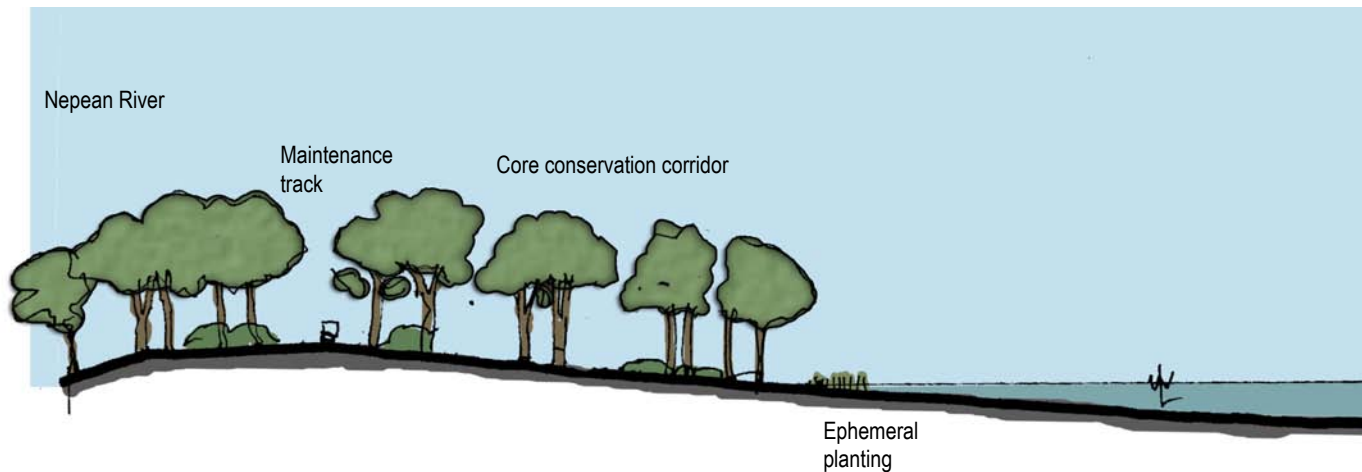 Nepean River
Maintenance
track
Core conservation corridor
Ephemeral
planting